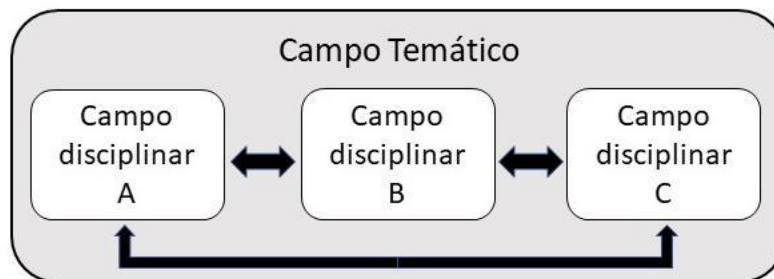 Campo Temático
Campo
disciplinar
A
Campo
disciplinar
B
Campo
disciplinar
C